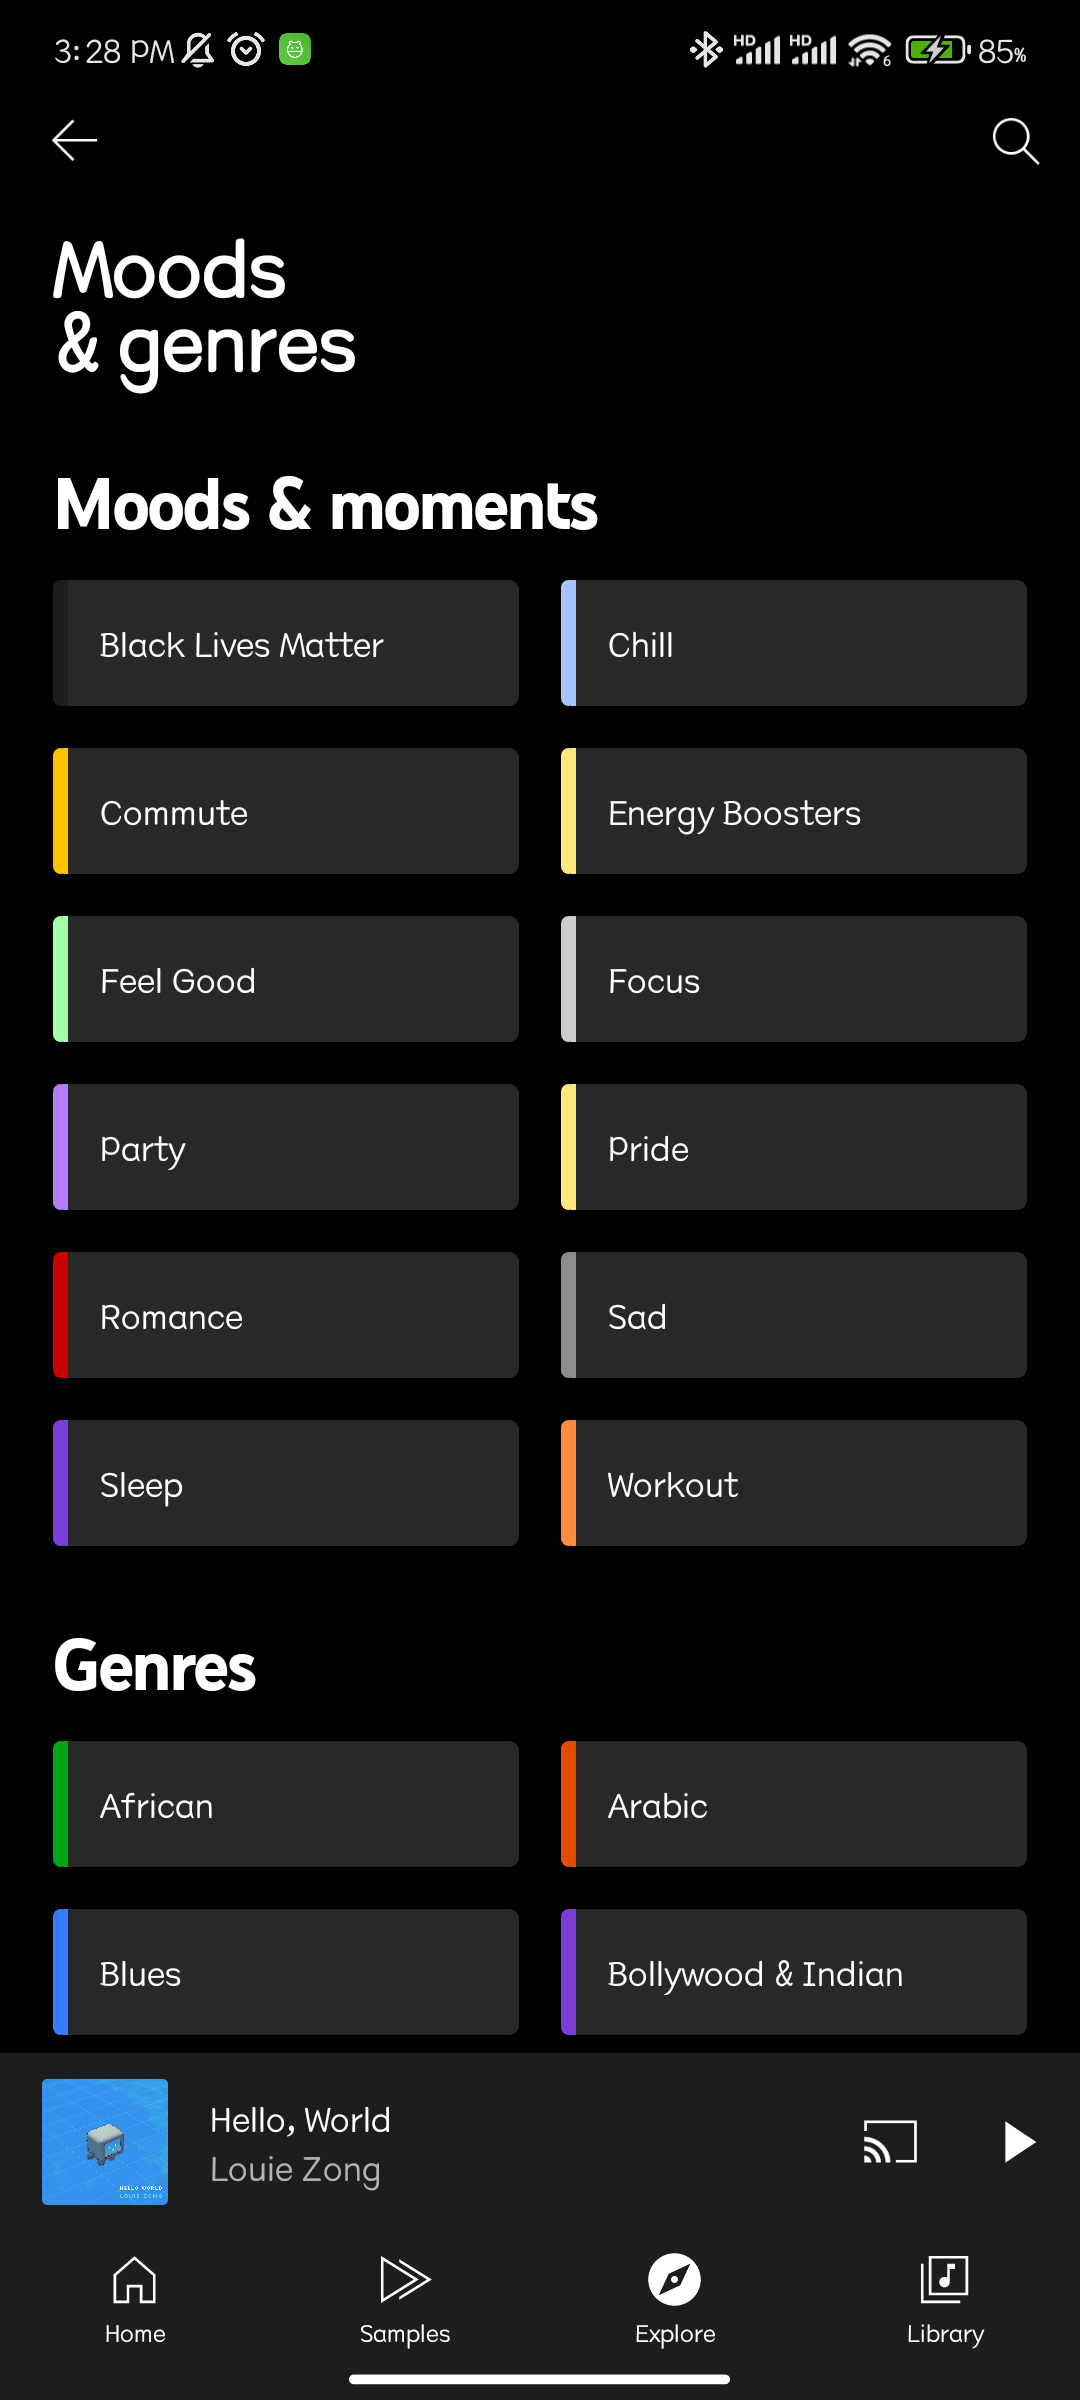 3:28 PM
HD HD 6 85%
Moods
& genres
Moods & moments
Black Lives Matter
Chill
Commute
Energy Boosters
Feel Good
Focus
Party
Pride
Romance
Sad
Sleep
Workout
Genres
African
Arabic
Blues
Bollywood & Indian
Hello, World
Louie Zong
HELLO WORLD
LOUIE ZONG
Home
Samples
Explore
Library